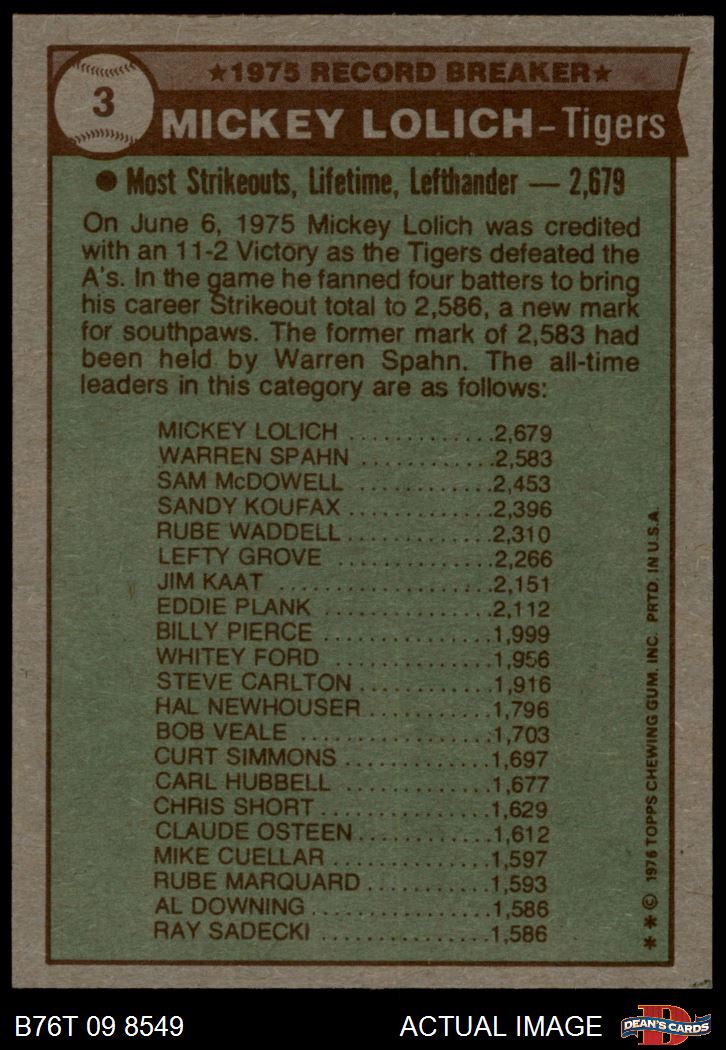 3
★1975 RECORD BREAKER★
MICKEY LOLICH – Tigers
● Most Strikeouts, Lifetime, Lefthander — 2,679
On June 6, 1975 Mickey Lolich was credited
with an 11-2 Victory as the Tigers defeated the
A's. In the game he fanned four batters to bring
his career Strikeout total to 2,586, a new mark
for southpaws. The former mark of 2,583 had
been held by Warren Spahn. The all-time
leaders in this category are as follows:
MICKEY LOLICH .............2,679
WARREN SPAHN ............2,583
SAM McDOWELL ............2,453
SANDY KOUFAX ............2,396
RUBE WADDELL ............2,310
LEFTY GROVE .............2,266
JIM KAAT .................2,151
EDDIE PLANK ..............2,112
BILLY PIERCE ..............1,999
WHITEY FORD .............1,956
STEVE CARLTON ...........1,916
HAL NEWHOUSER ..........1,796
BOB VEALE ................1,703
CURT SIMMONS ............1,697
CARL HUBBELL ............1,677
CHRIS SHORT ..............1,629
CLAUDE OSTEEN ...........1,612
MIKE CUELLAR .............1,597
RUBE MARQUARD ..........1,593
AL DOWNING ...............1,586
RAY SADECKI ..............1,586
★ ★ © 1976 TOPPS CHEWING GUM, INC. PRTD. IN U.S.A.
B76T 09 8549 ACTUAL IMAGE
D
DEAN'S CARDS